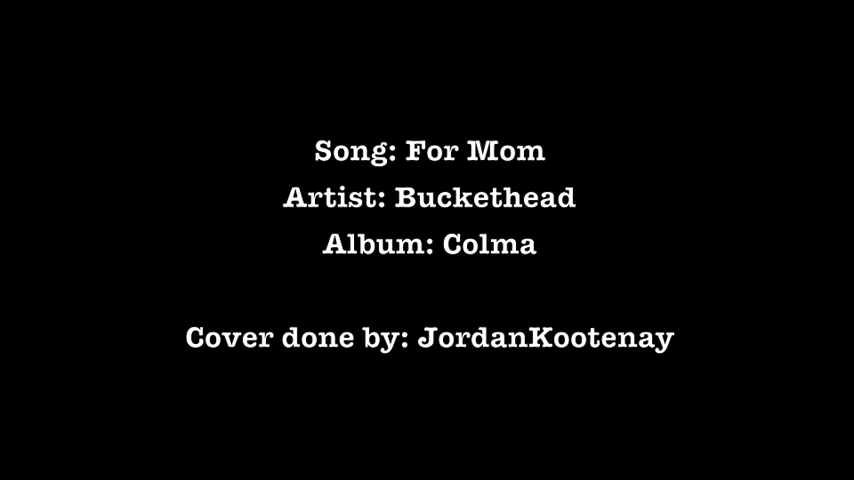 Song: For Mom
Artist: Buckethead
Album: Colma
Cover done by: JordanKootenay